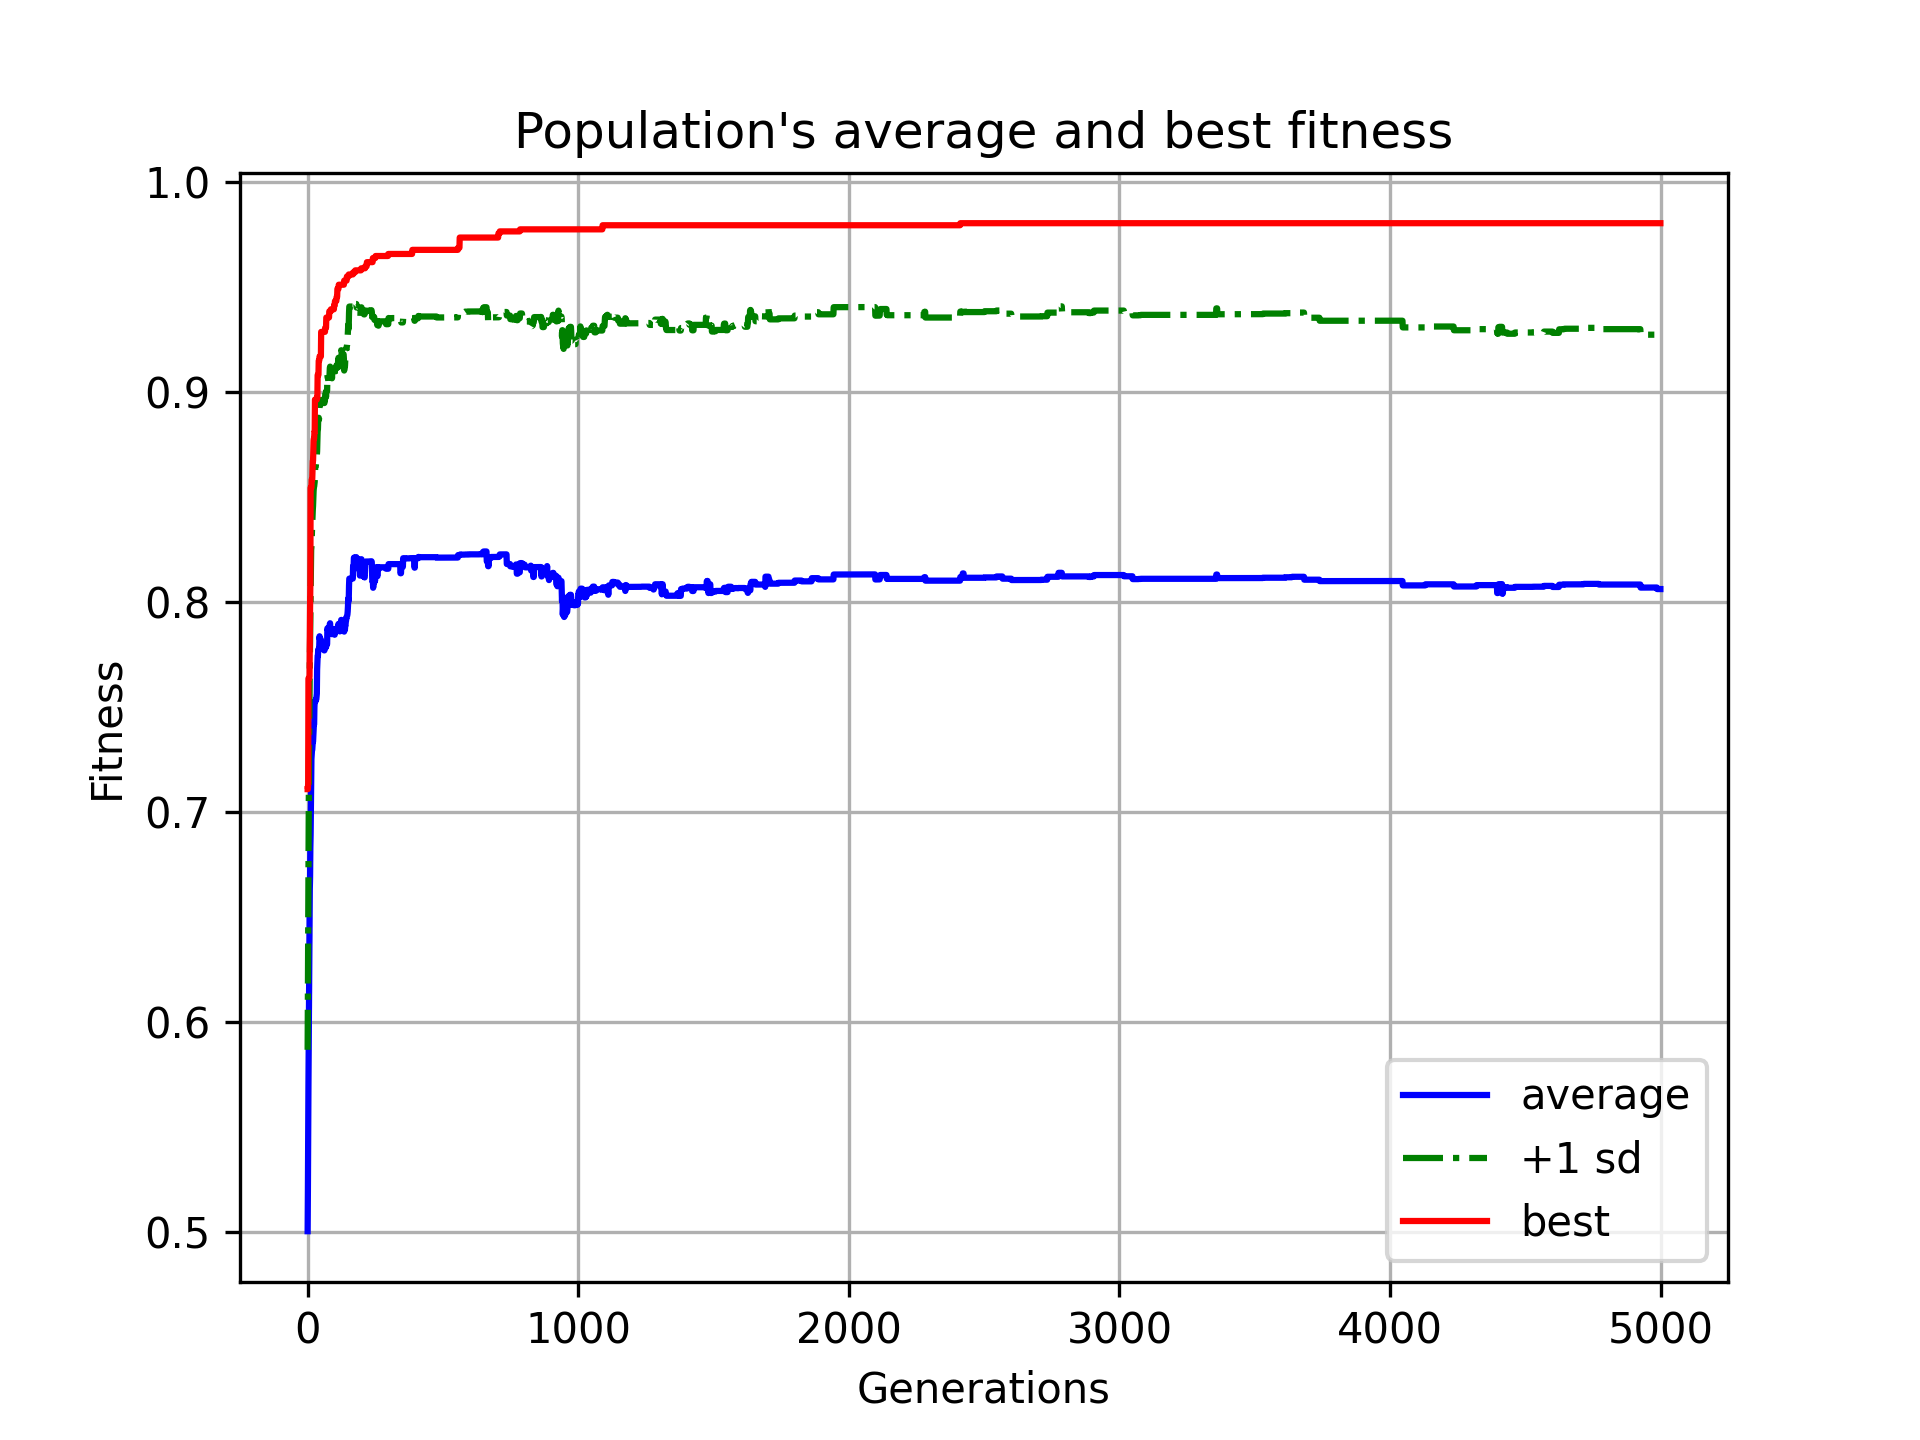 Population's average and best fitness
1.0
0.9
0.8
0.7
0.6
0.5
Fitness
0 1000 2000 3000 4000 5000
Generations
average
+1 sd
best